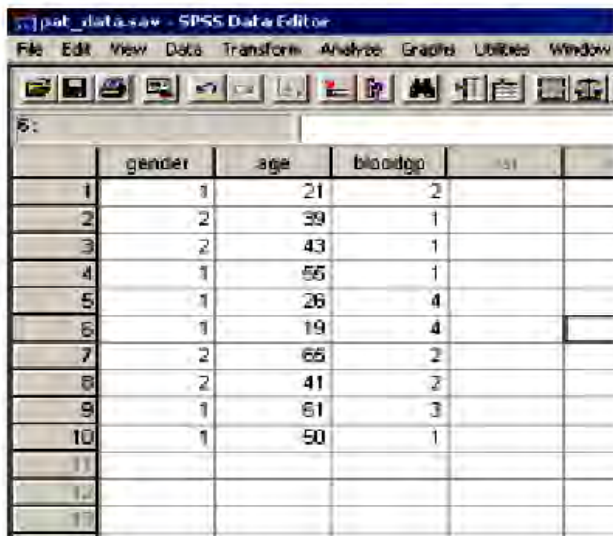 pat_data.sav - SPSS Data Editor
File Edit View Data Transform Analyze Graphs Utilities Window
6:
gender age bloodgp var
1 1 21 2
2 2 39 1
3 2 43 1
4 1 55 1
5 1 26 4
6 1 19 4
7 2 65 2
8 2 41 2
9 1 61 3
10 1 50 1
11
12
13